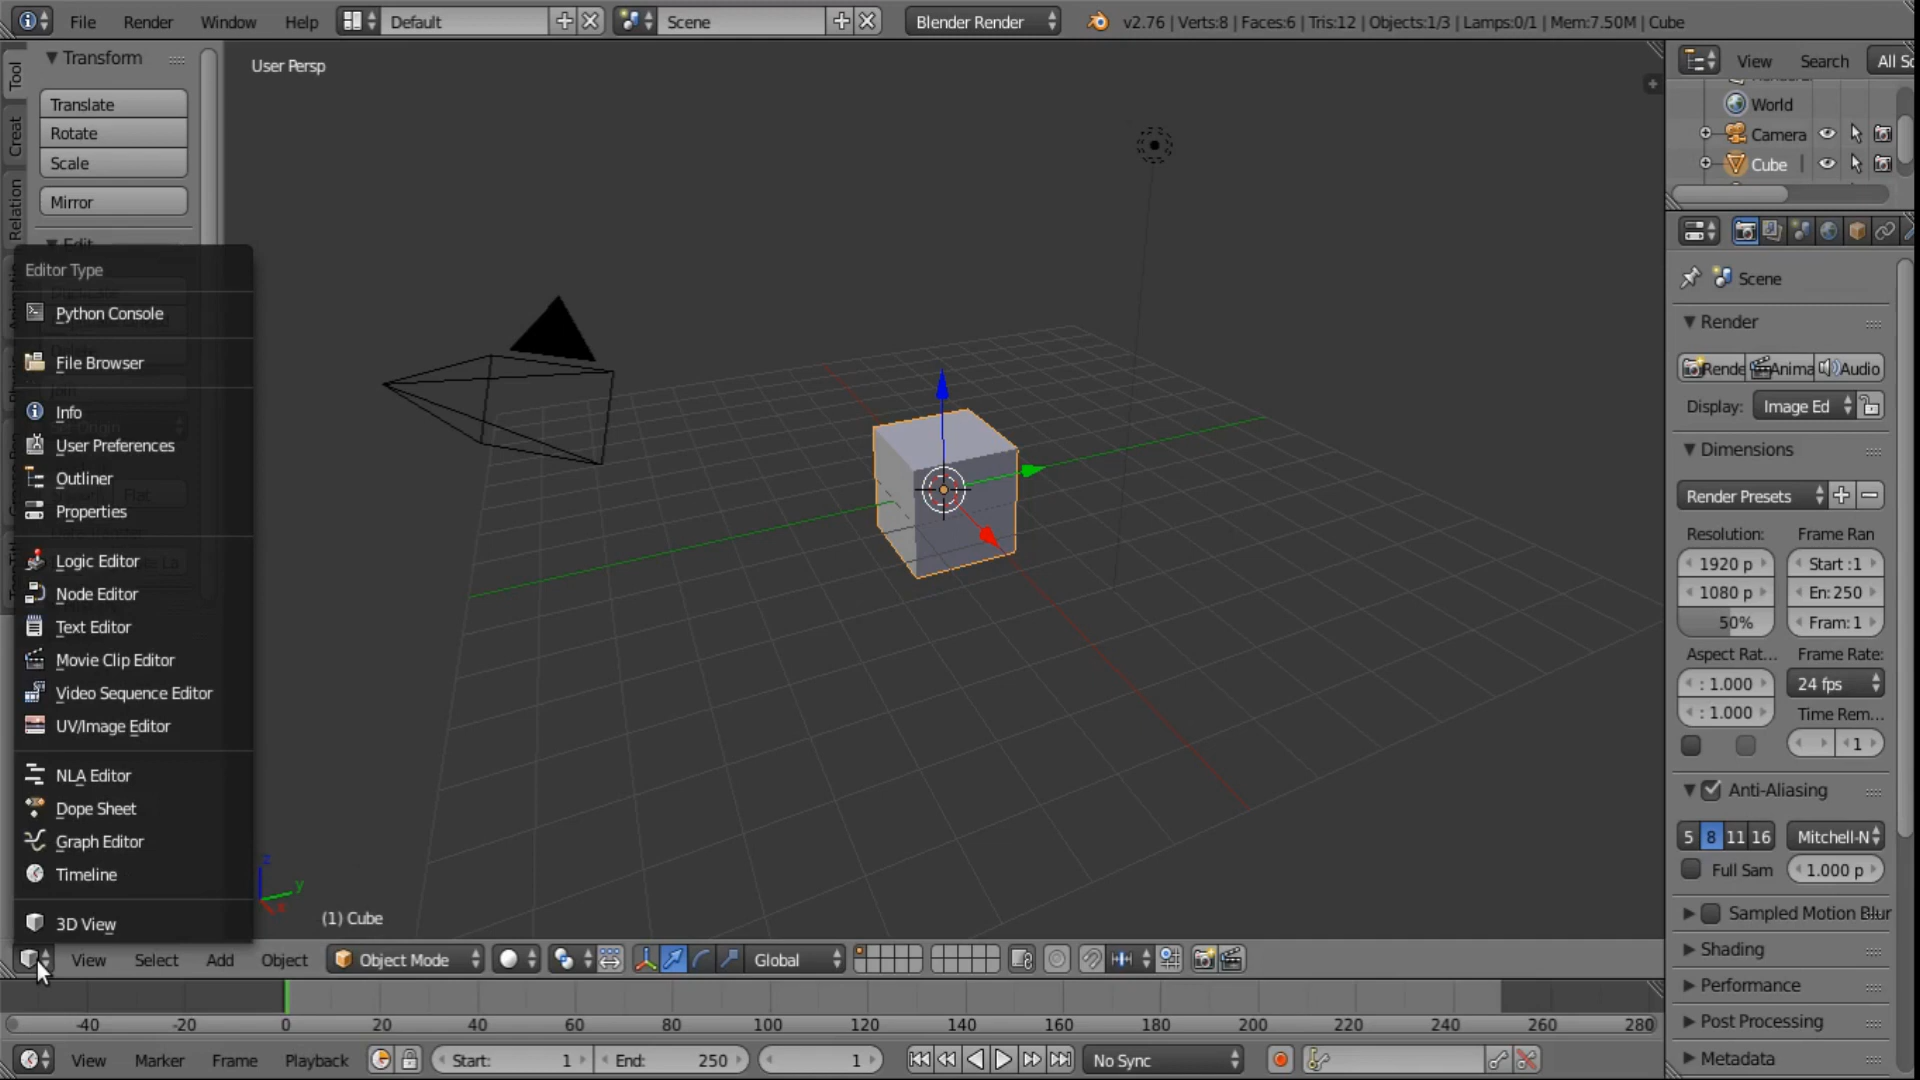 File Render Window Help Default Scene Blender Render v2.76 | Verts:8 | Faces:6 | Tris:12 | Objects:1/3 | Lamps:0/1 | Mem:7.50M | Cube
Transform
Tool
Translate
Rotate
Scale
Mirror
Creat
Relation
Edit
User Persp
Editor Type
Python Console
File Browser
Info
User Preferences
Outliner
Properties
Logic Editor
Node Editor
Text Editor
Movie Clip Editor
Video Sequence Editor
UV/Image Editor
NLA Editor
Dope Sheet
Graph Editor
Timeline
3D View
Flat
z
y
x
(1) Cube
View Select Add Object Object Mode Global
-40 -20 0 20 40 60 80 100 120 140 160 180 200 220 240 260 280
View Marker Frame Playback Start: 1 End: 250 1 No Sync
View Search All Sc
World
Camera
Cube
Scene
Render
Rende Anima Audio
Display: Image Ed
Dimensions
Render Presets
Resolution: Frame Ran
1920 p Start :1
1080 p En: 250
50% Fram: 1
Aspect Rat... Frame Rate:
: 1.000 24 fps
: 1.000 Time Rem...
1
Anti-Aliasing
5 8 11 16 Mitchell-N
Full Sam 1.000 p
Sampled Motion Blur
Shading
Performance
Post Processing
Metadata